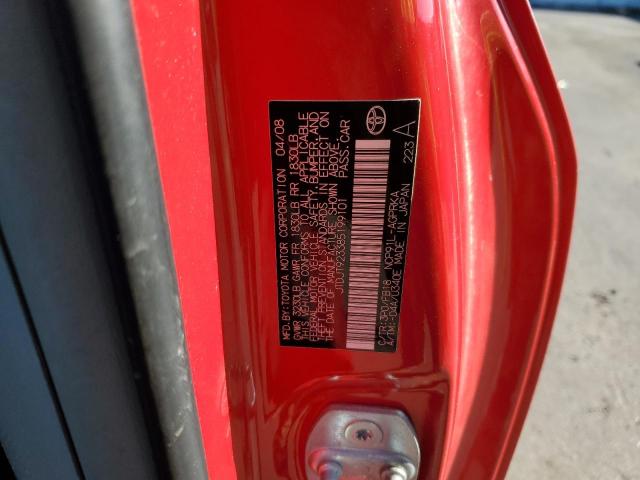 MFD.BY:TOYOTA MOTOR CORPORATION 04/08
GVWR 3230LB GAWR FR 1830LB RR 1830LB
THIS VEHICLE CONFORMS TO ALL APPLICABLE
FEDERAL MOTOR VEHICLE SAFETY, BUMPER, AND
THEFT PREVENTION STANDARDS IN EFFECT ON
THE DATE OF MANUFACTURE SHOWN ABOVE.
JTDJT923385199101 PASS.CAR
C/TR:3P0/FB18 NCP91L-AGPRKA 223
A/TM:-04A/U340E MADE IN JAPAN A